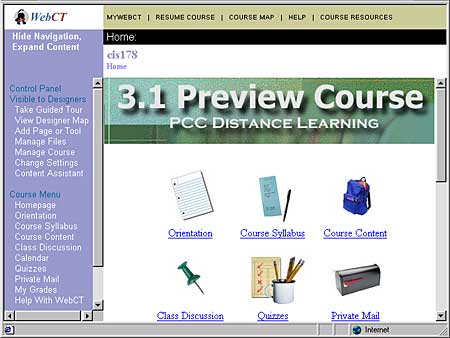 WebCT
MYWEBCT | RESUME COURSE | COURSE MAP | HELP | COURSE RESOURCES
Hide Navigation,
Expand Content
Home:
cis178
Home
Control Panel
Visible to Designers
Take Guided Tour
View Designer Map
Add Page or Tool
Manage Files
Manage Course
Change Settings
Content Assistant
Course Menu
Homepage
Orientation
Course Syllabus
Course Content
Class Discussion
Calendar
Quizzes
Private Mail
My Grades
Help With WebCT
3.1 Preview Course
PCC Distance Learning
Orientation
Course Syllabus
Course Content
Class Discussion
Quizzes
Private Mail
Internet